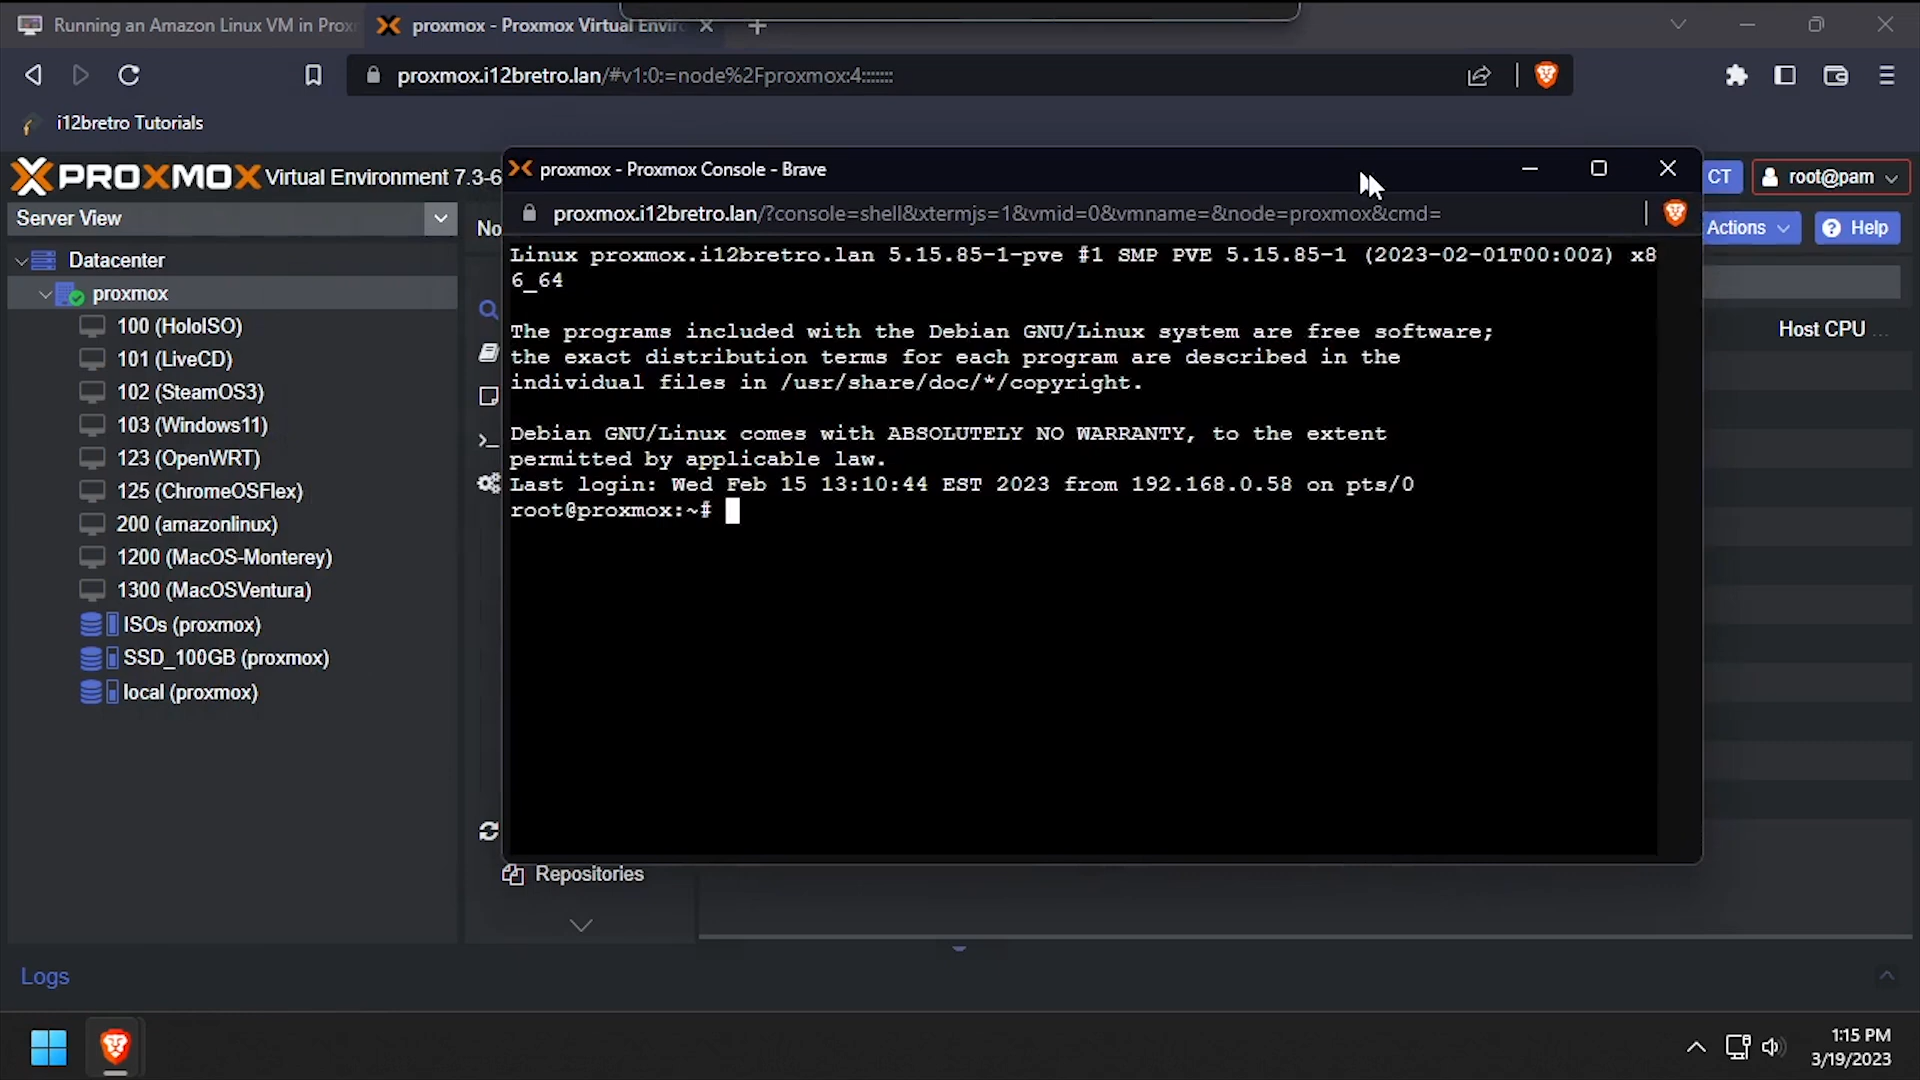 Running an Amazon Linux VM in Prox
proxmox - Proxmox Virtual Enviro
proxmox.i12bretro.lan/#v1:0:=node%2Fproxmox:4:::::::
i12bretro Tutorials
PROXMOX Virtual Environment 7.3-6
CT
root@pam
Server View
No
Actions
Help
proxmox - Proxmox Console - Brave
proxmox.i12bretro.lan/?console=shell&xtermjs=1&vmid=0&vmname=&node=proxmox&cmd=
Datacenter
proxmox
100 (HoloISO)
101 (LiveCD)
102 (SteamOS3)
103 (Windows11)
123 (OpenWRT)
125 (ChromeOSFlex)
200 (amazonlinux)
1200 (MacOS-Monterey)
1300 (MacOSVentura)
ISOs (proxmox)
SSD_100GB (proxmox)
local (proxmox)
Linux proxmox.i12bretro.lan 5.15.85-1-pve #1 SMP PVE 5.15.85-1 (2023-02-01T00:00Z) x8
6_64
The programs included with the Debian GNU/Linux system are free software;
the exact distribution terms for each program are described in the
individual files in /usr/share/doc/*/copyright.
Debian GNU/Linux comes with ABSOLUTELY NO WARRANTY, to the extent
permitted by applicable law.
Last login: Wed Feb 15 13:10:44 EST 2023 from 192.168.0.58 on pts/0
root@proxmox:~#
Host CPU ...
Repositories
Logs
1:15 PM
3/19/2023